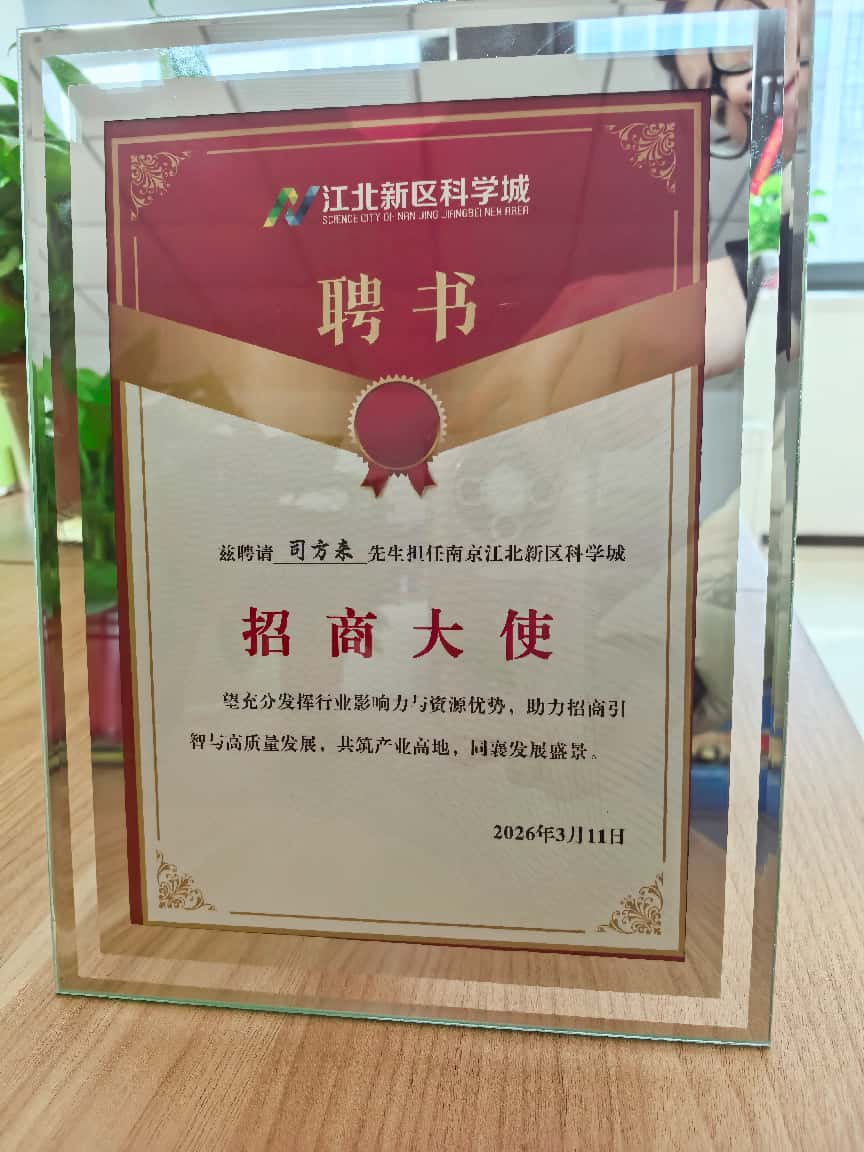 江北新区科学城
SCIENCE CITY OF NAN JING JIANGBEI NEW AREA
聘书
兹聘请 司方来 先生担任南京江北新区科学城
招商大使
望充分发挥行业影响力与资源优势，助力招商引
智与高质量发展，共筑产业高地，同襄发展盛景。
2026年3月11日